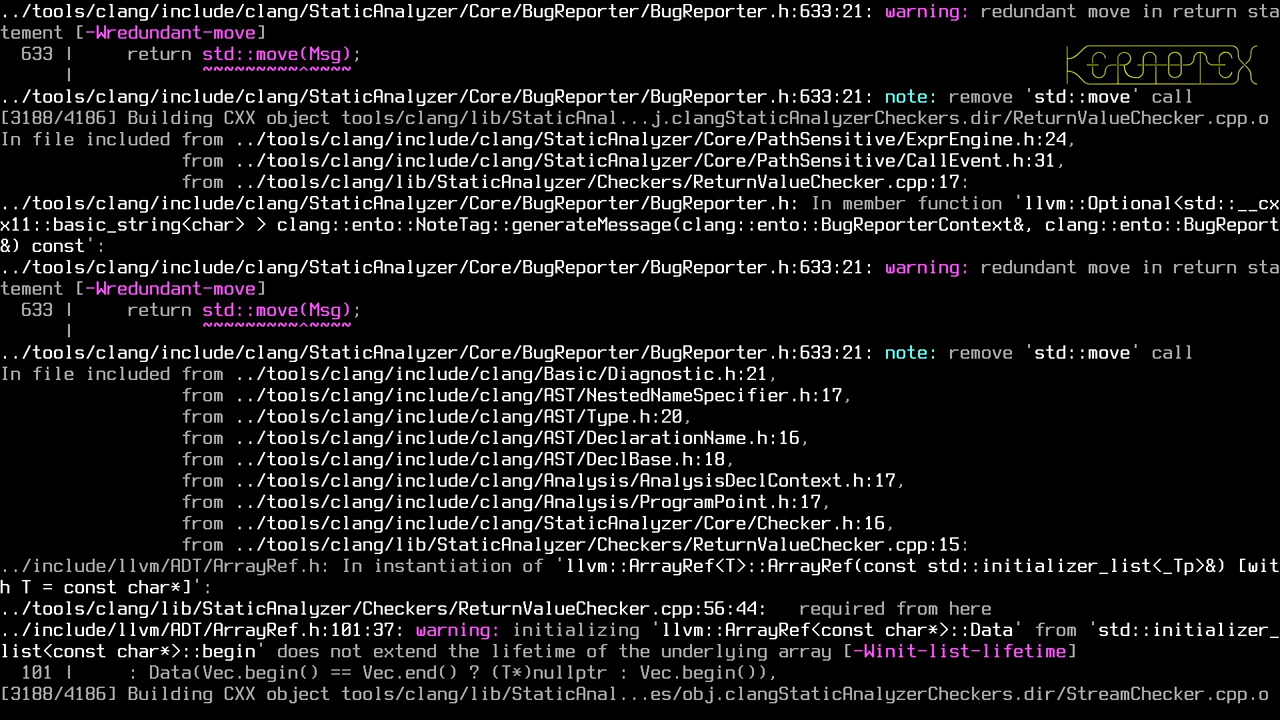 ../tools/clang/include/clang/StaticAnalyzer/Core/BugReporter/BugReporter.h:633:21: warning: redundant move in return sta
tement [-Wredundant-move]
  633 |     return std::move(Msg);
      |            ~~~~~~~~~^~~~~
KERAOTEX
../tools/clang/include/clang/StaticAnalyzer/Core/BugReporter/BugReporter.h:633:21: note: remove 'std::move' call
[3188/4186] Building CXX object tools/clang/lib/StaticAnal...j.clangStaticAnalyzerCheckers.dir/ReturnValueChecker.cpp.o
In file included from ../tools/clang/include/clang/StaticAnalyzer/Core/PathSensitive/ExprEngine.h:24,
                 from ../tools/clang/include/clang/StaticAnalyzer/Core/PathSensitive/CallEvent.h:31,
                 from ../tools/clang/lib/StaticAnalyzer/Checkers/ReturnValueChecker.cpp:17:
../tools/clang/include/clang/StaticAnalyzer/Core/BugReporter/BugReporter.h: In member function 'llvm::Optional<std::__cx
x11::basic_string<char> > clang::ento::NoteTag::generateMessage(clang::ento::BugReporterContext&, clang::ento::BugReport
&) const':
../tools/clang/include/clang/StaticAnalyzer/Core/BugReporter/BugReporter.h:633:21: warning: redundant move in return sta
tement [-Wredundant-move]
  633 |     return std::move(Msg);
      |            ~~~~~~~~~^~~~~
../tools/clang/include/clang/StaticAnalyzer/Core/BugReporter/BugReporter.h:633:21: note: remove 'std::move' call
In file included from ../tools/clang/include/clang/Basic/Diagnostic.h:21,
                 from ../tools/clang/include/clang/AST/NestedNameSpecifier.h:17,
                 from ../tools/clang/include/clang/AST/Type.h:20,
                 from ../tools/clang/include/clang/AST/DeclarationName.h:16,
                 from ../tools/clang/include/clang/AST/DeclBase.h:18,
                 from ../tools/clang/include/clang/Analysis/AnalysisDeclContext.h:17,
                 from ../tools/clang/include/clang/Analysis/ProgramPoint.h:17,
                 from ../tools/clang/include/clang/StaticAnalyzer/Core/Checker.h:16,
                 from ../tools/clang/lib/StaticAnalyzer/Checkers/ReturnValueChecker.cpp:15:
../include/llvm/ADT/ArrayRef.h: In instantiation of 'llvm::ArrayRef<T>::ArrayRef(const std::initializer_list<_Tp>&) [wit
h T = const char*]':
../tools/clang/lib/StaticAnalyzer/Checkers/ReturnValueChecker.cpp:56:44:   required from here
../include/llvm/ADT/ArrayRef.h:101:37: warning: initializing 'llvm::ArrayRef<const char*>::Data' from 'std::initializer_
list<const char*>::begin' does not extend the lifetime of the underlying array [-Winit-list-lifetime]
  101 |     : Data(Vec.begin() == Vec.end() ? (T*)nullptr : Vec.begin()),
[3188/4186] Building CXX object tools/clang/lib/StaticAnal...es/obj.clangStaticAnalyzerCheckers.dir/StreamChecker.cpp.o